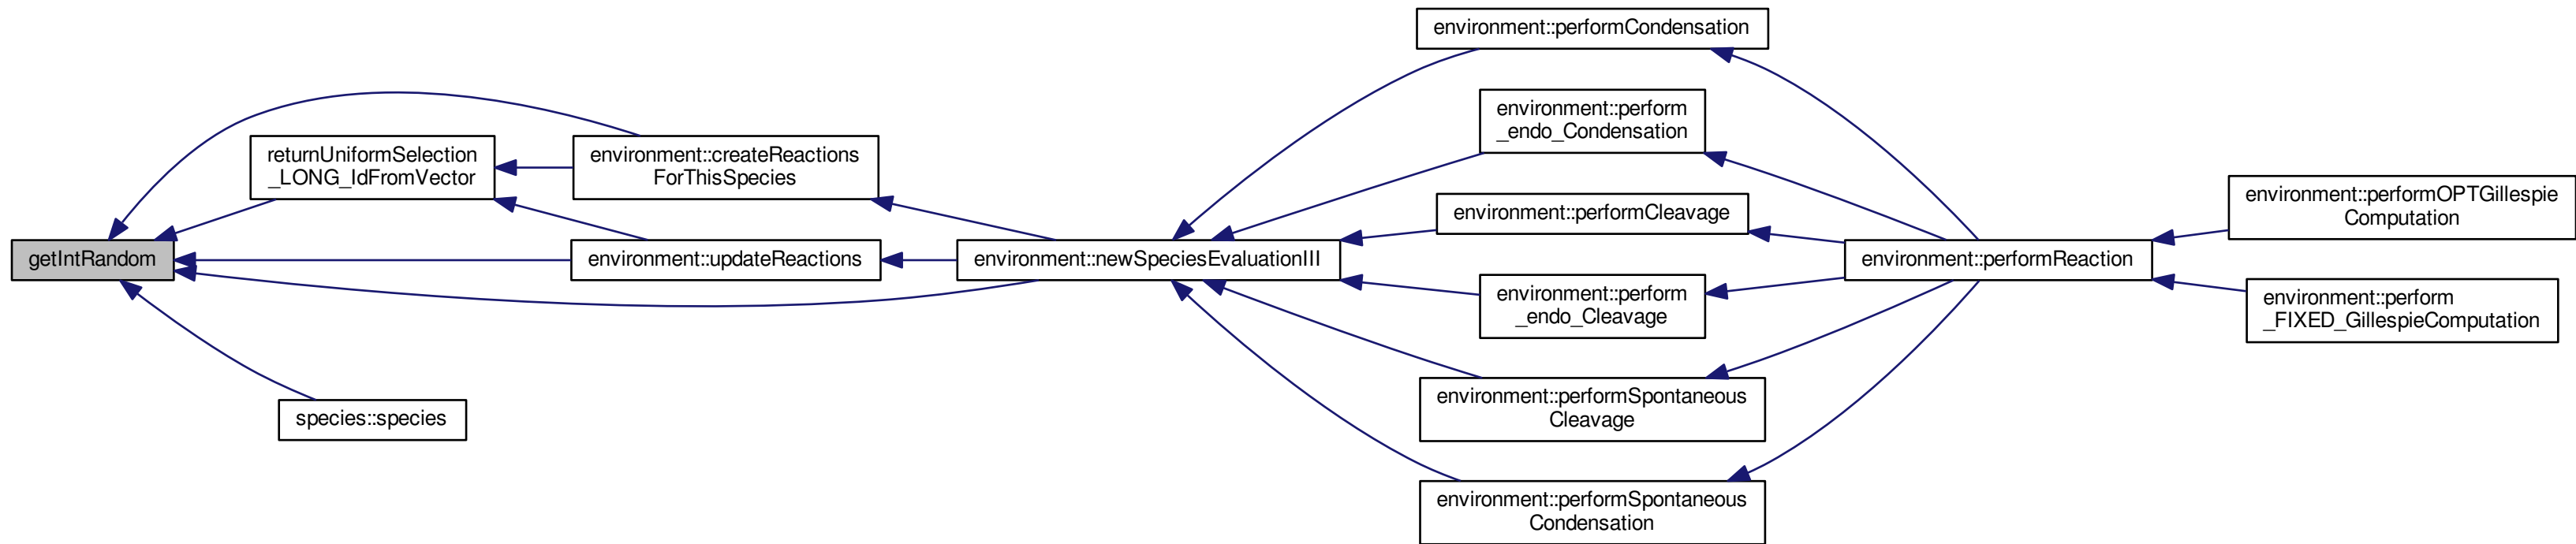 getIntRandom
returnUniformSelection
_LONG_IdFromVector
species::species
environment::createReactions
ForThisSpecies
environment::updateReactions
environment::newSpeciesEvaluationIII
environment::performCondensation
environment::perform
_endo_Condensation
environment::performCleavage
environment::perform
_endo_Cleavage
environment::performSpontaneous
Cleavage
environment::performSpontaneous
Condensation
environment::performReaction
environment::performOPTGillespie
Computation
environment::perform
_FIXED_GillespieComputation